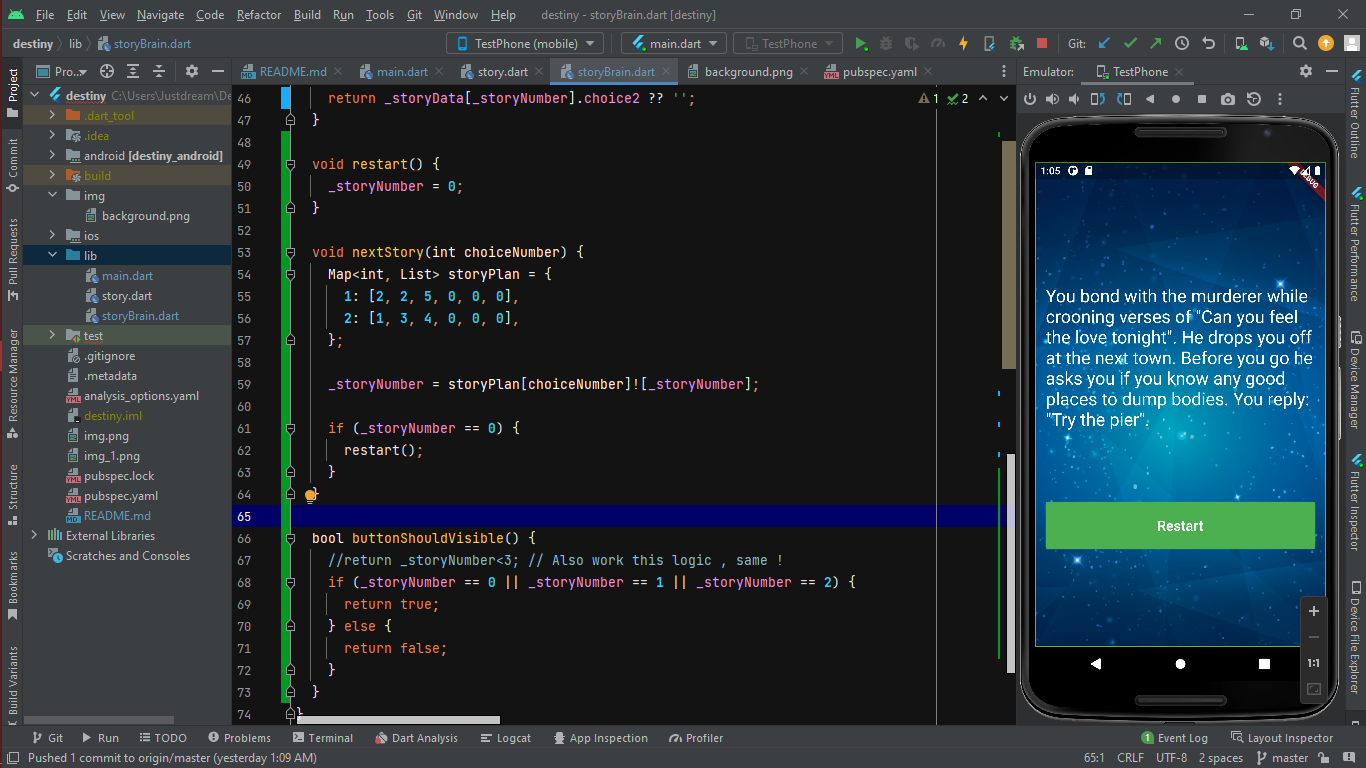 File Edit View Navigate Code Refactor Build Run Tools Git Window Help destiny - storyBrain.dart [destiny]
destiny lib storyBrain.dart TestPhone (mobile) main.dart TestPhone Git:
Pro... README.md main.dart story.dart storyBrain.dart background.png pubspec.yaml Emulator: TestPhone
Project
Commit
Pull Requests
Resource Manager
Structure
Bookmarks
Build Variants
destiny C:\Users\Justdream\De
.dart_tool
.idea
android [destiny_android]
build
img
background.png
ios
lib
main.dart
story.dart
storyBrain.dart
test
.gitignore
.metadata
analysis_options.yaml
destiny.iml
img.png
img_1.png
pubspec.lock
pubspec.yaml
README.md
External Libraries
Scratches and Consoles
1 2
46 return _storyData[_storyNumber].choice2 ?? '';
47 }
48
49 void restart() {
50 _storyNumber = 0;
51 }
52
53 void nextStory(int choiceNumber) {
54 Map<int, List> storyPlan = {
55 1: [2, 2, 5, 0, 0, 0],
56 2: [1, 3, 4, 0, 0, 0],
57 };
58
59 _storyNumber = storyPlan[choiceNumber]![_storyNumber];
60
61 if (_storyNumber == 0) {
62 restart();
63 }
64 }
65
66 bool buttonShouldVisible() {
67 //return _storyNumber<3; // Also work this logic , same !
68 if (_storyNumber == 0 || _storyNumber == 1 || _storyNumber == 2) {
69 return true;
70 } else {
71 return false;
72 }
73 }
74 }
1:05
DEBUG
You bond with the murderer while
crooning verses of "Can you feel
the love tonight". He drops you off
at the next town. Before you go he
asks you if you know any good
places to dump bodies. You reply:
"Try the pier".
Restart
1:1
Flutter Outline
Flutter Performance
Device Manager
Flutter Inspector
Device File Explorer
Git Run TODO Problems Terminal Dart Analysis Logcat App Inspection Profiler 1 Event Log Layout Inspector
Pushed 1 commit to origin/master (yesterday 1:09 AM) 65:1 CRLF UTF-8 2 spaces master